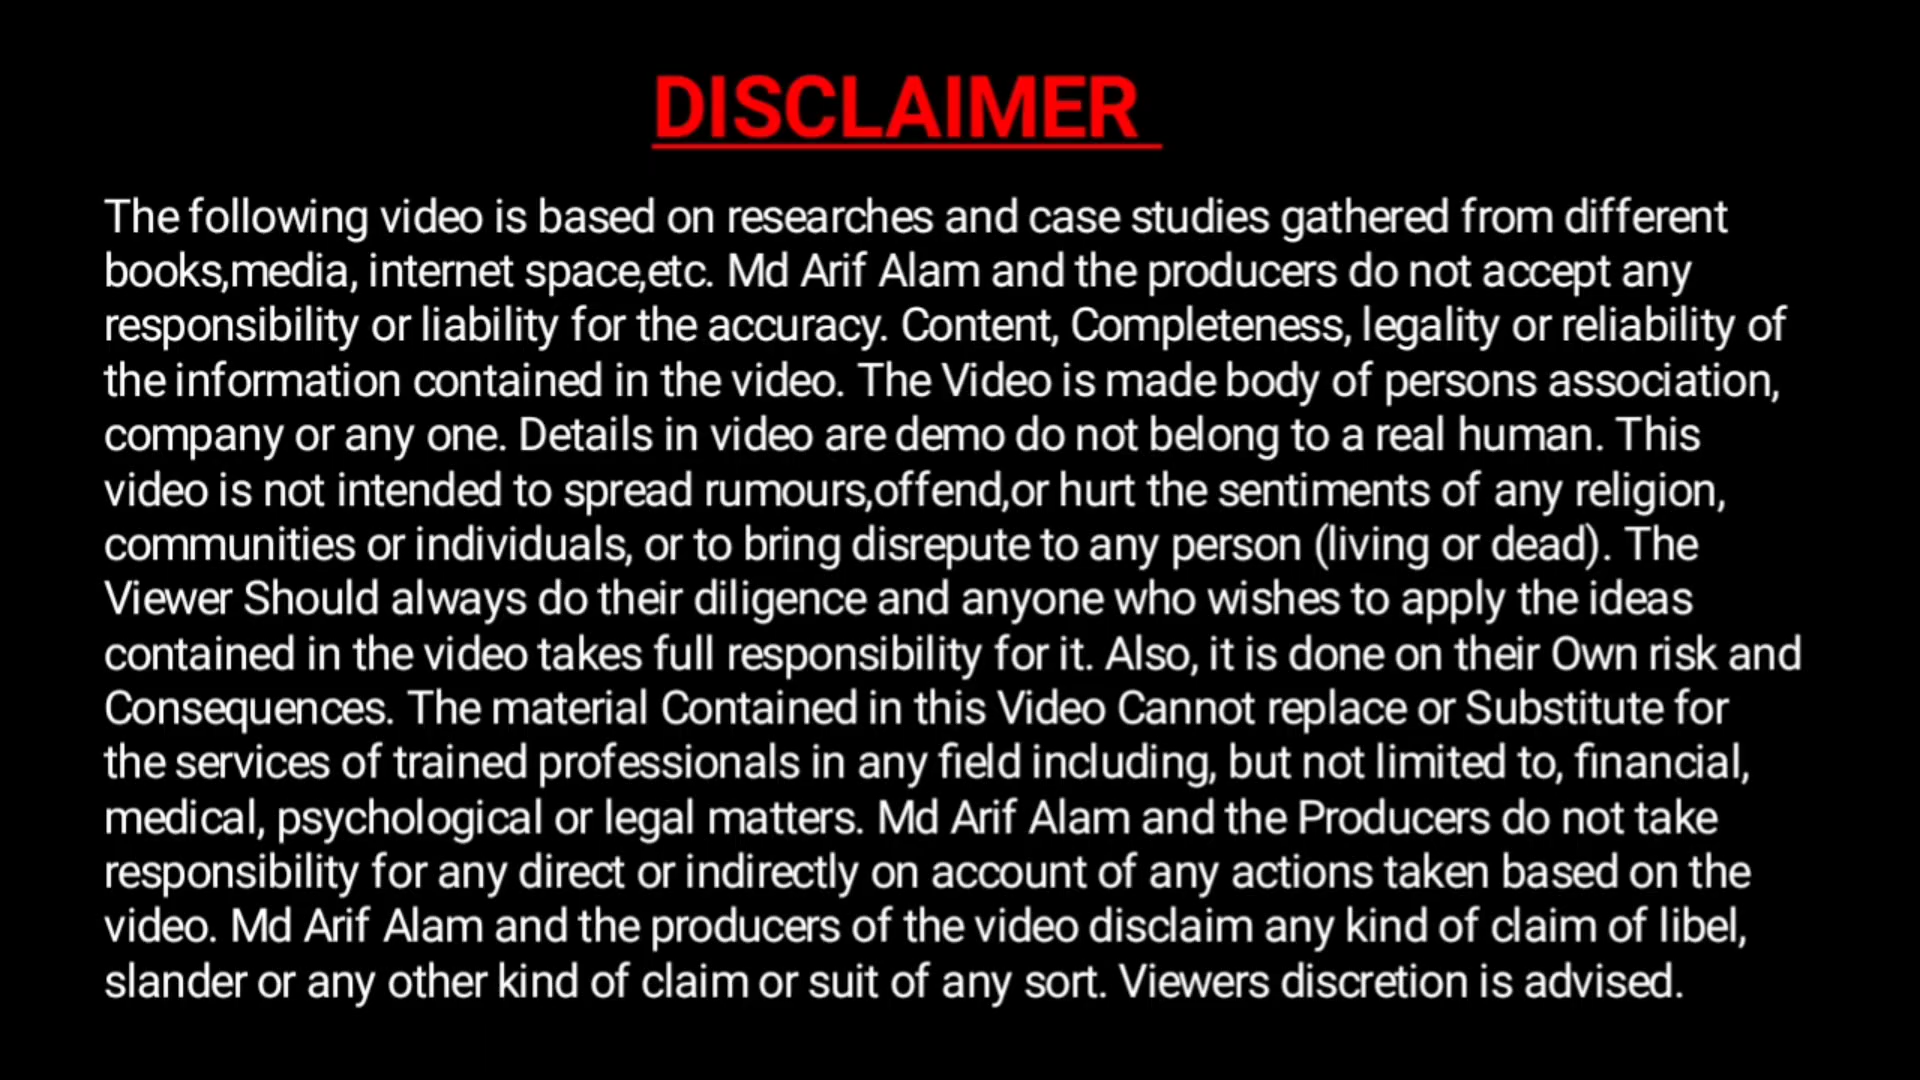 DISCLAIMER
The following video is based on researches and case studies gathered from different
books,media, internet space,etc. Md Arif Alam and the producers do not accept any
responsibility or liability for the accuracy. Content, Completeness, legality or reliability of
the information contained in the video. The Video is made body of persons association,
company or any one. Details in video are demo do not belong to a real human. This
video is not intended to spread rumours,offend,or hurt the sentiments of any religion,
communities or individuals, or to bring disrepute to any person (living or dead). The
Viewer Should always do their diligence and anyone who wishes to apply the ideas
contained in the video takes full responsibility for it. Also, it is done on their Own risk and
Consequences. The material Contained in this Video Cannot replace or Substitute for
the services of trained professionals in any field including, but not limited to, financial,
medical, psychological or legal matters. Md Arif Alam and the Producers do not take
responsibility for any direct or indirectly on account of any actions taken based on the
video. Md Arif Alam and the producers of the video disclaim any kind of claim of libel,
slander or any other kind of claim or suit of any sort. Viewers discretion is advised.